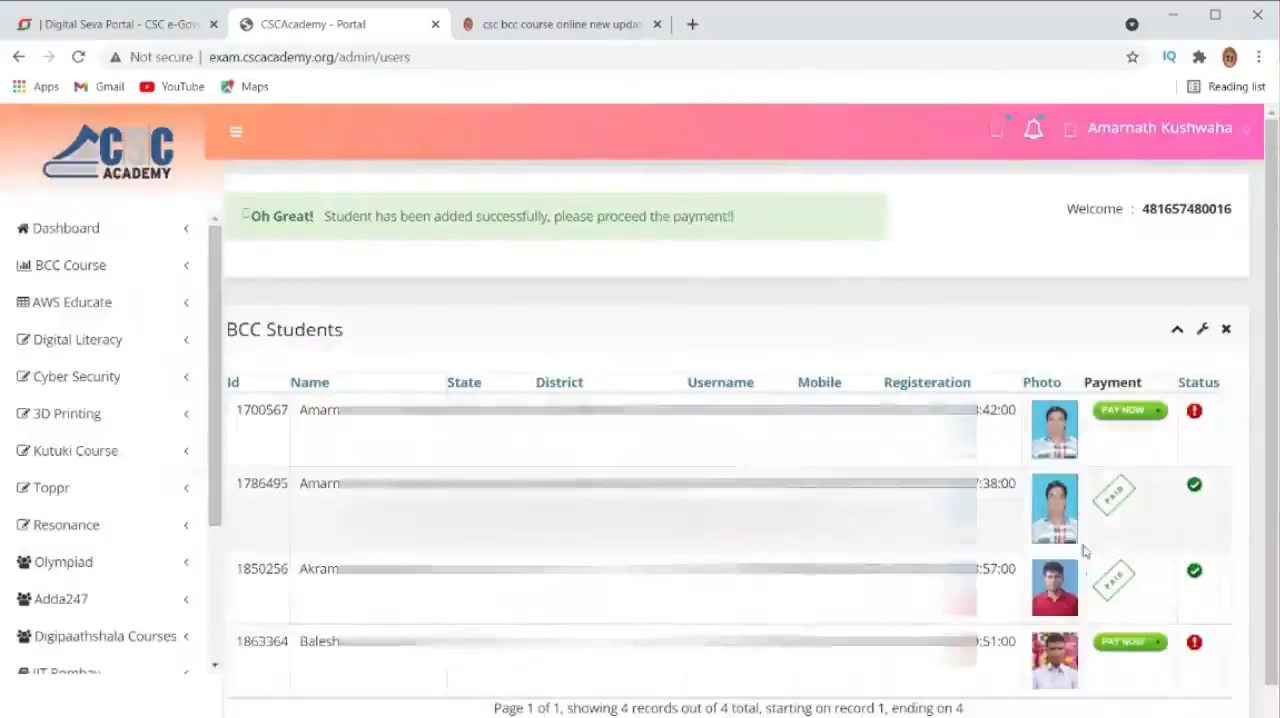 | Digital Seva Portal - CSC e-Gov
CSCAcademy - Portal
csc bcc course online new updat
Not secure | exam.cscacademy.org/admin/users
IQ
Apps
Gmail
YouTube
Maps
Reading list
CSC
ACADEMY
Amarnath Kushwaha
Oh Great! Student has been added successfully, please proceed the payment!!
Welcome : 481657480016
Dashboard
BCC Course
AWS Educate
Digital Literacy
Cyber Security
3D Printing
Kutuki Course
Toppr
Resonance
Olympiad
Adda247
Digipaathshala Courses
IIT Bombay
BCC Students
Id Name State District Username Mobile Registeration Photo Payment Status
1700567 Amarn :42:00 PAY NOW
1786495 Amarn 7:38:00 PAID
1850256 Akram :57:00 PAID
1863364 Balesh :51:00 PAY NOW
Page 1 of 1, showing 4 records out of 4 total, starting on record 1, ending on 4